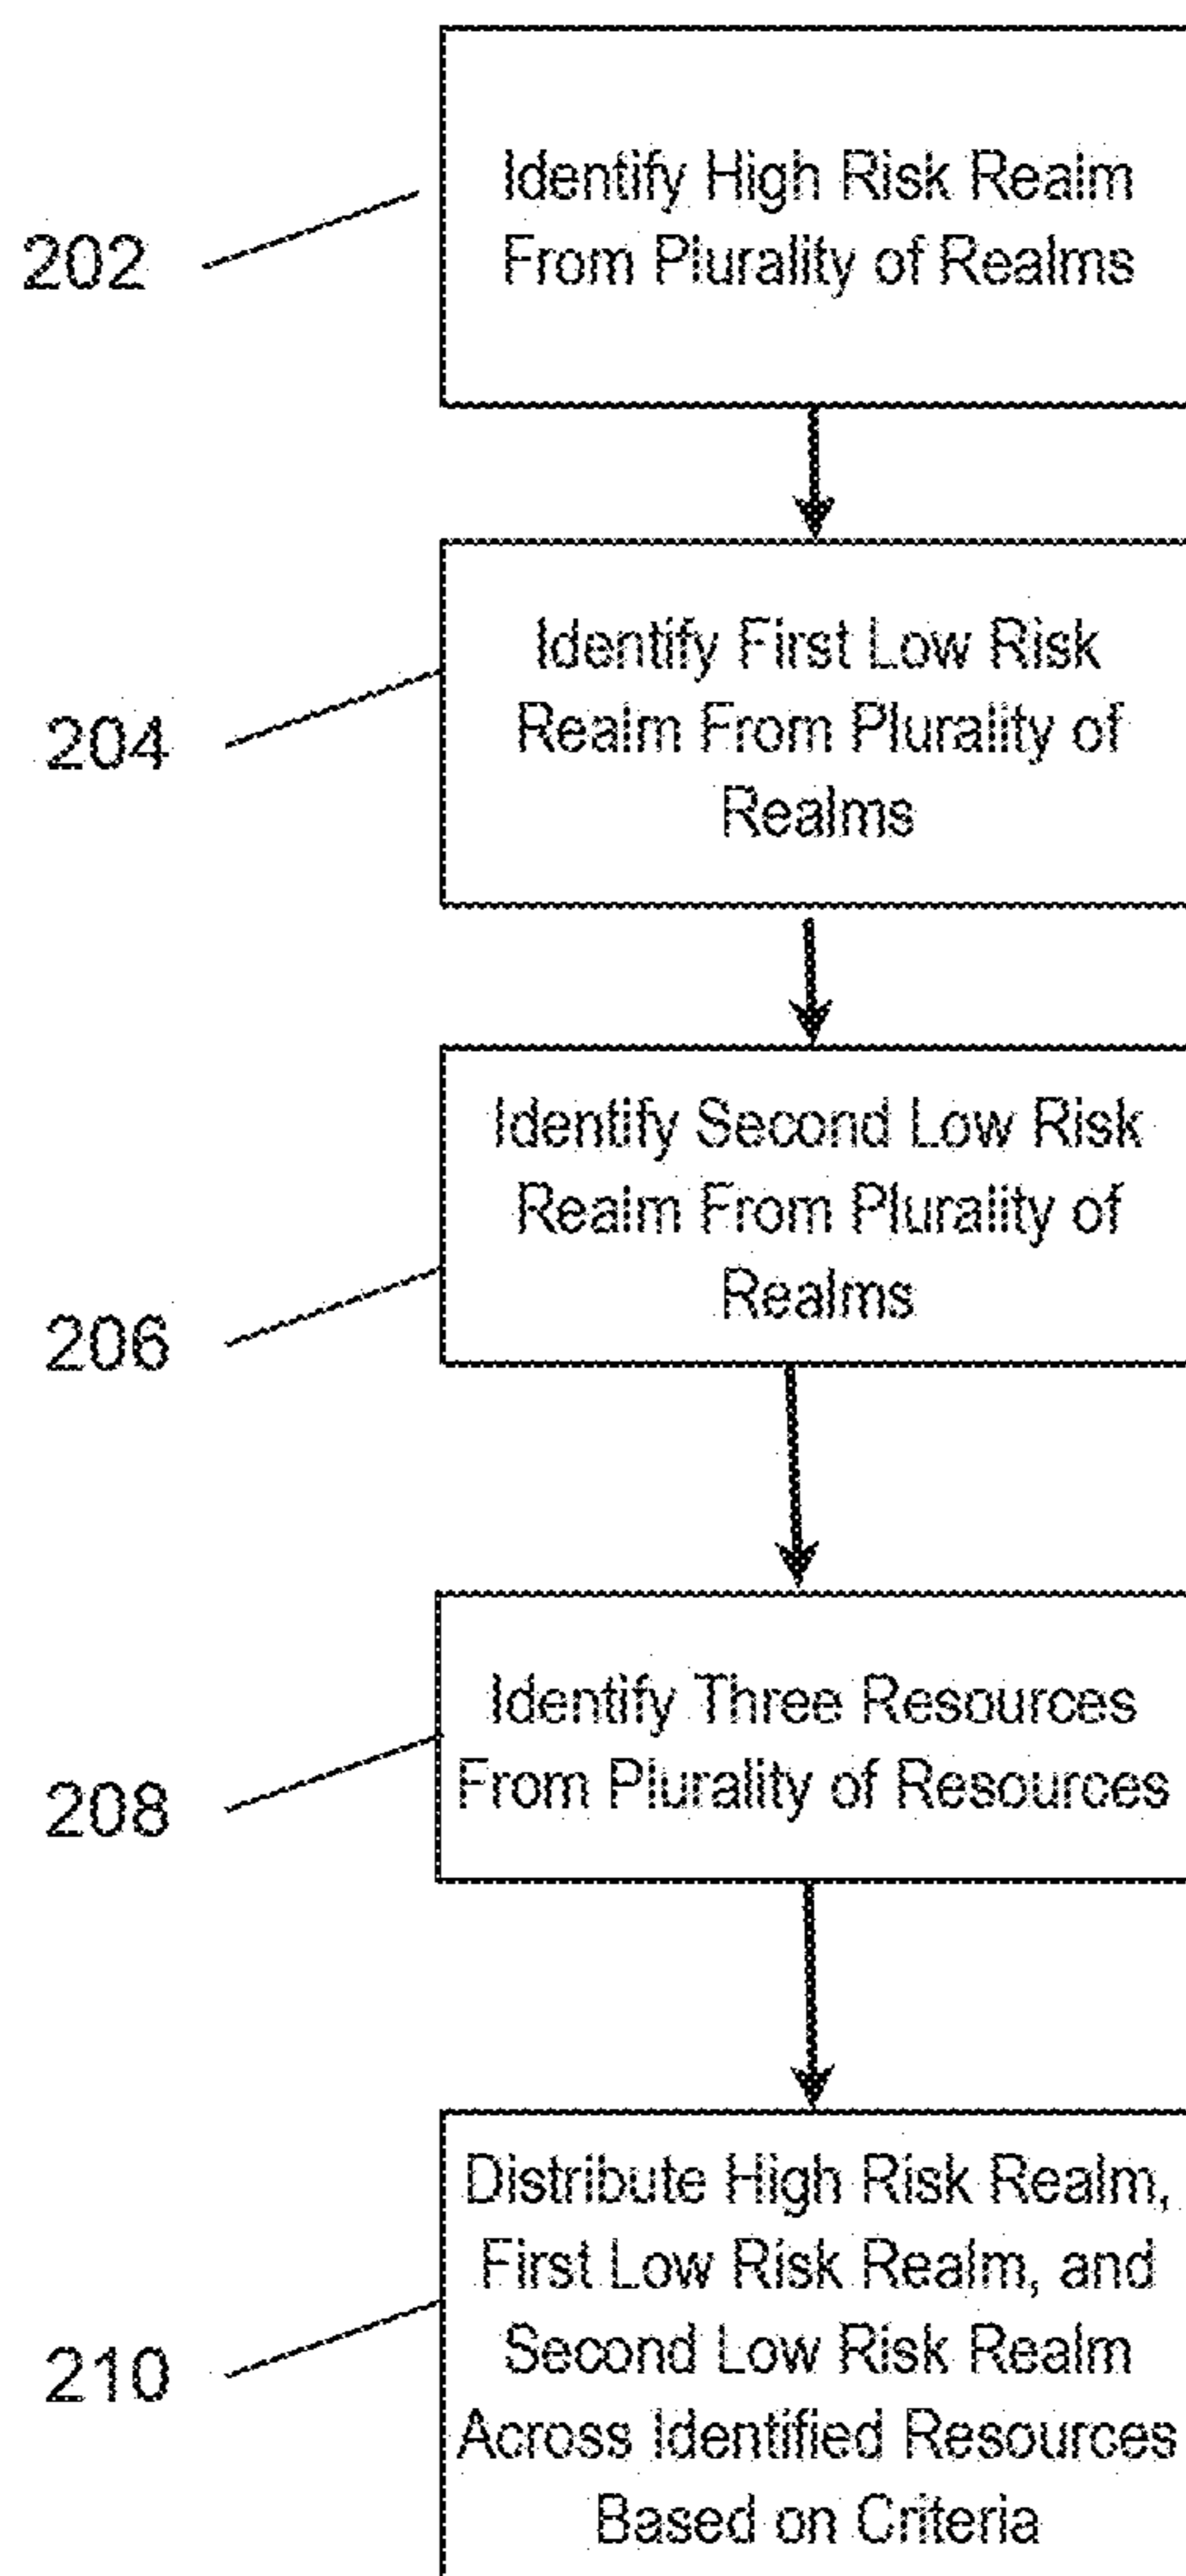 202
Identify High Risk Realm
From Plurality of Realms
204
Identify First Low Risk
Realm From Plurality of
Realms
206
Identify Second Low Risk
Realm From Plurality of
Realms
208
Identify Three Resources
From Plurality of Resources
210
Distribute High Risk Realm,
First Low Risk Realm, and
Second Low Risk Realm
Across Identified Resources
Based on Criteria